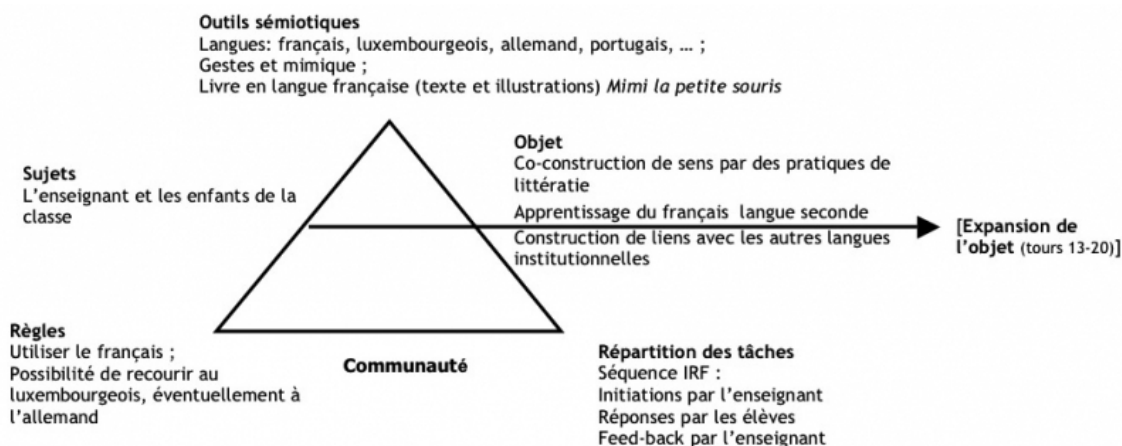 Outils sémiotiques
Langues: français, luxembourgeois, allemand, portugais, … ;
Gestes et mimique ;
Livre en langue française (texte et illustrations) Mimi la petite souris
Sujets
L'enseignant et les enfants de la
classe
Objet
Co-construction de sens par des pratiques de
littératie
Apprentissage du français langue seconde
Construction de liens avec les autres langues
institutionnelles
[Expansion de
l'objet (tours 13-20)]
Règles
Utiliser le français ;
Possibilité de recourir au
luxembourgeois, éventuellement à
l'allemand
Communauté
Répartition des tâches
Séquence IRF :
Initiations par l'enseignant
Réponses par les élèves
Feed-back par l'enseignant